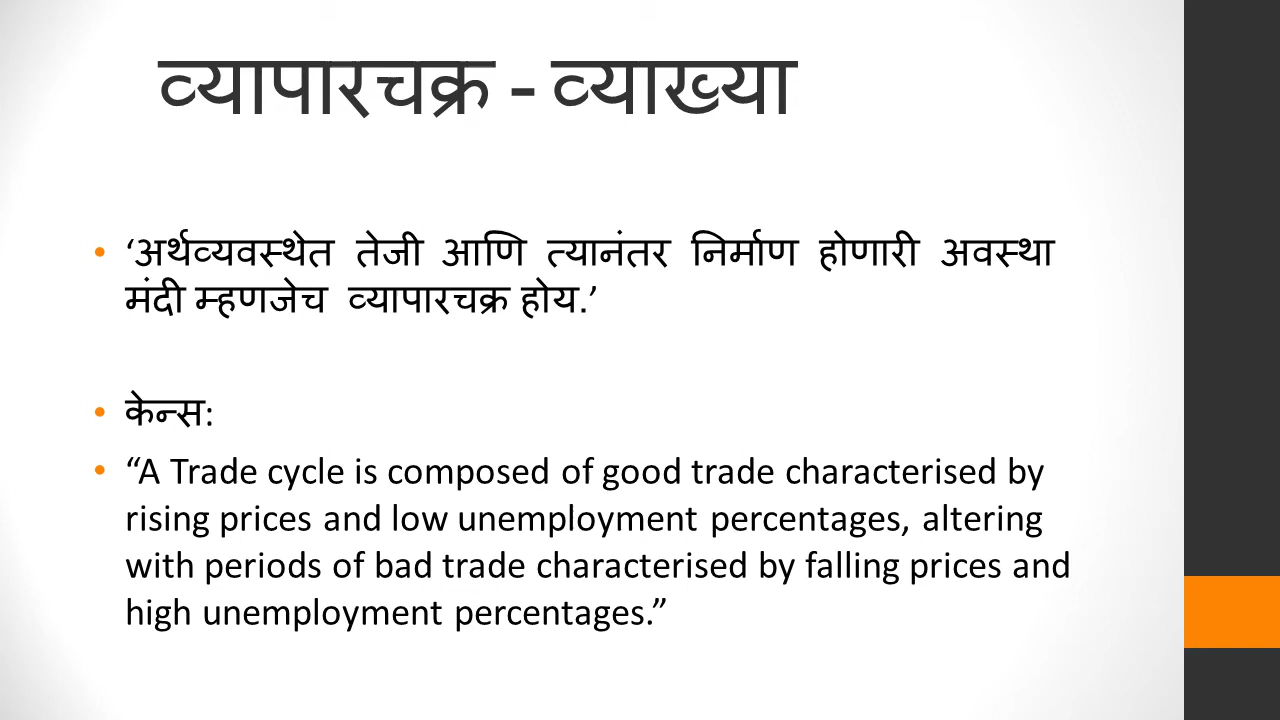 व्यापारचक्र - व्याख्या
• ‘अर्थव्यवस्थेत तेजी आणि त्यानंतर निर्माण होणारी अवस्था
मंदी म्हणजेच व्यापारचक्र होय.’
• केन्स:
• “A Trade cycle is composed of good trade characterised by
rising prices and low unemployment percentages, altering
with periods of bad trade characterised by falling prices and
high unemployment percentages.”